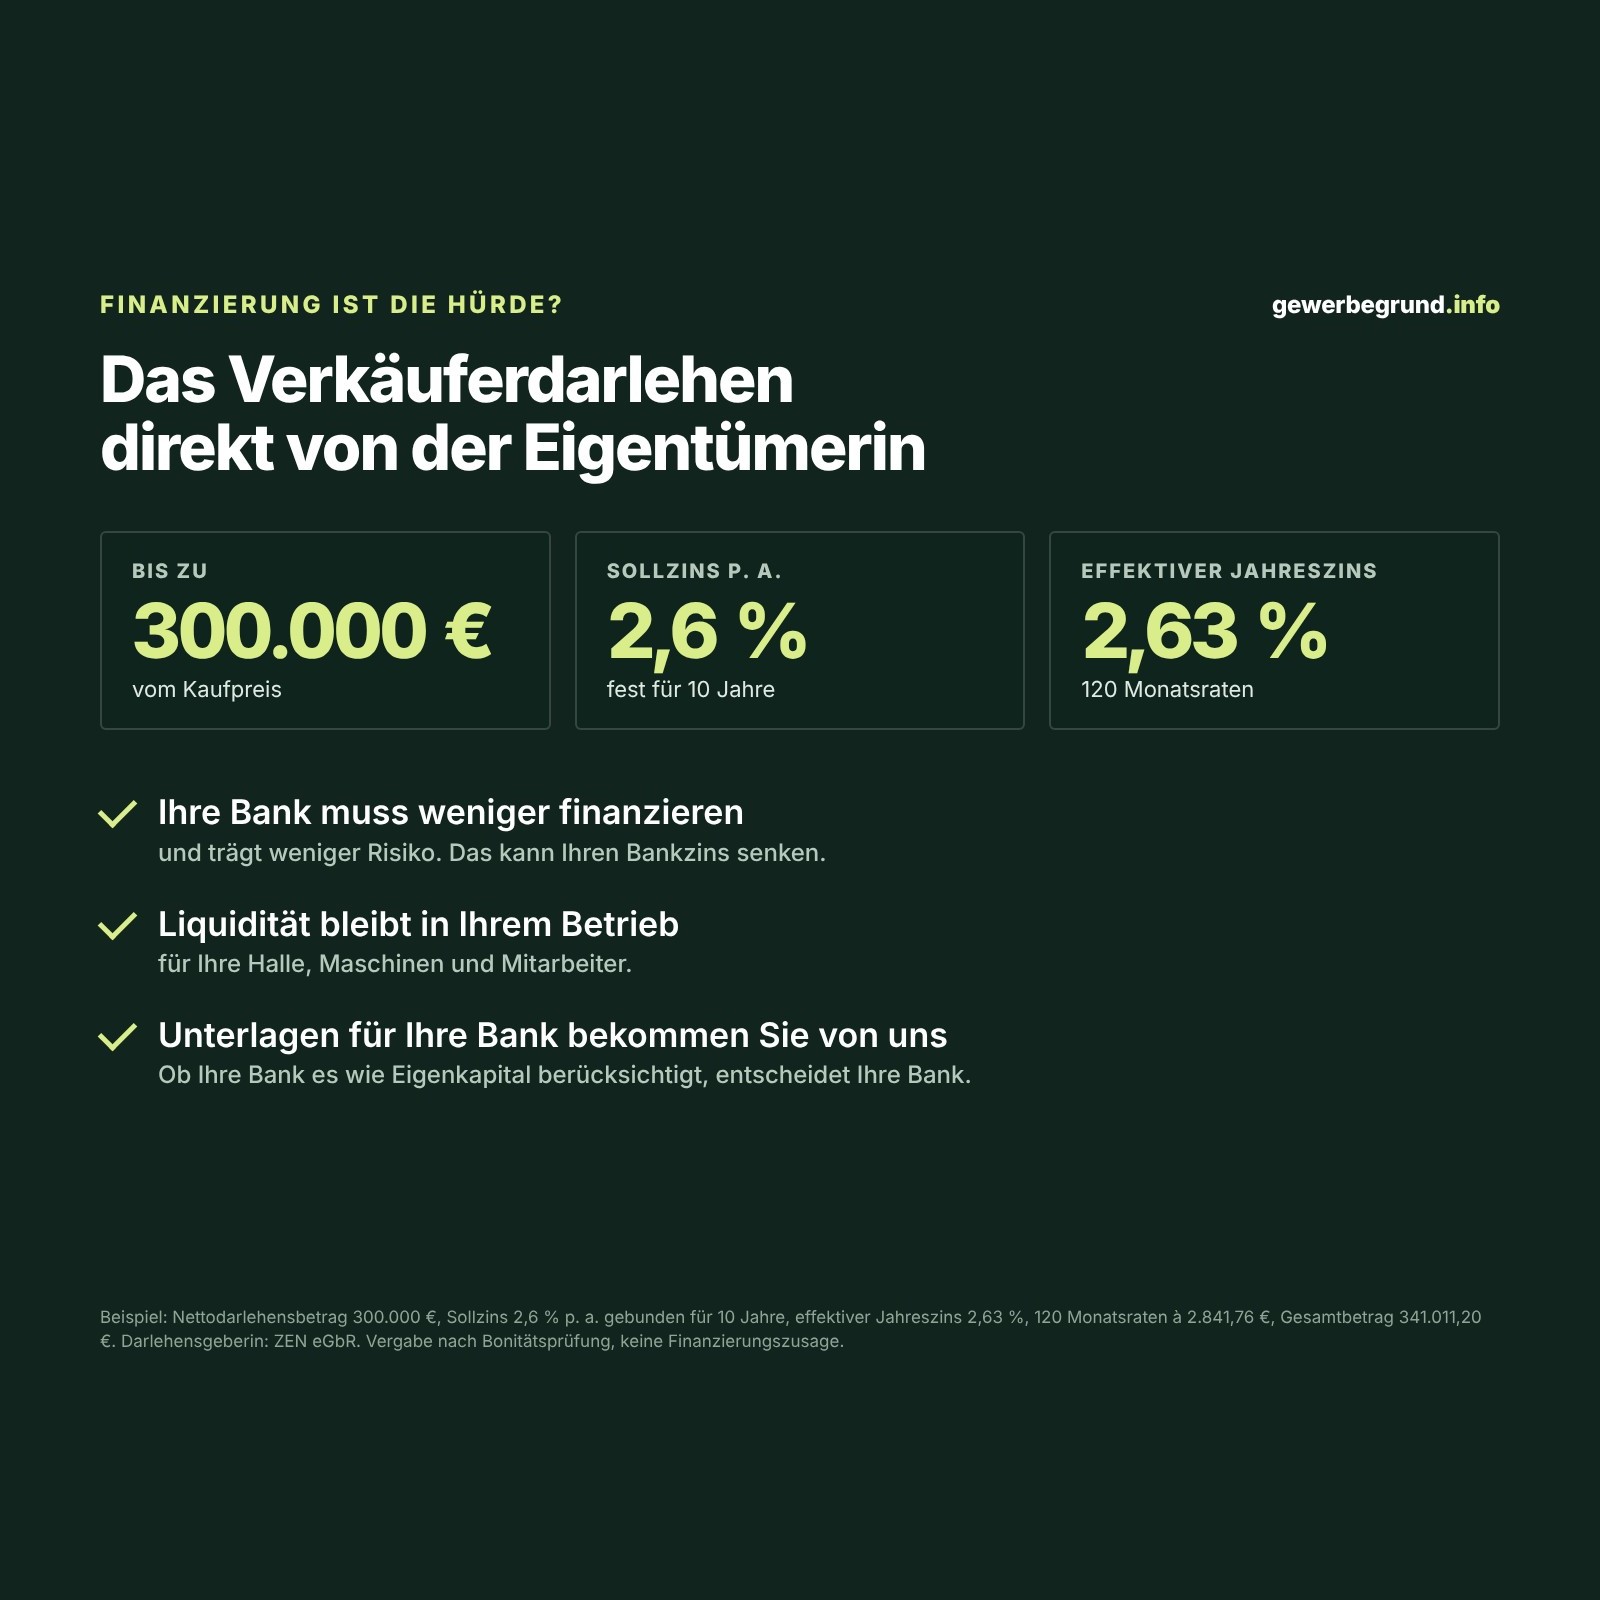 FINANZIERUNG IST DIE HÜRDE?
gewerbegrund.info
Das Verkäuferdarlehen
direkt von der Eigentümerin
BIS ZU
300.000 €
vom Kaufpreis
SOLLZINS P. A.
2,6 %
fest für 10 Jahre
EFFEKTIVER JAHRESZINS
2,63 %
120 Monatsraten
Ihre Bank muss weniger finanzieren
und trägt weniger Risiko. Das kann Ihren Bankzins senken.
Liquidität bleibt in Ihrem Betrieb
für Ihre Halle, Maschinen und Mitarbeiter.
Unterlagen für Ihre Bank bekommen Sie von uns
Ob Ihre Bank es wie Eigenkapital berücksichtigt, entscheidet Ihre Bank.
Beispiel: Nettodarlehensbetrag 300.000 €, Sollzins 2,6 % p. a. gebunden für 10 Jahre, effektiver Jahreszins 2,63 %, 120 Monatsraten à 2.841,76 €, Gesamtbetrag 341.011,20
€. Darlehensgeberin: ZEN eGbR. Vergabe nach Bonitätsprüfung, keine Finanzierungszusage.